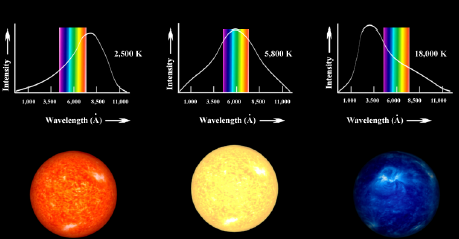 Intensity
2,500 K
1,000 3,500 6,000 8,500 11,000
Wavelength (Å)
Intensity
5,800 K
1,000 3,500 6,000 8,500 11,000
Wavelength (Å)
Intensity
18,000 K
1,000 3,500 6,000 8,500 11,000
Wavelength (Å)